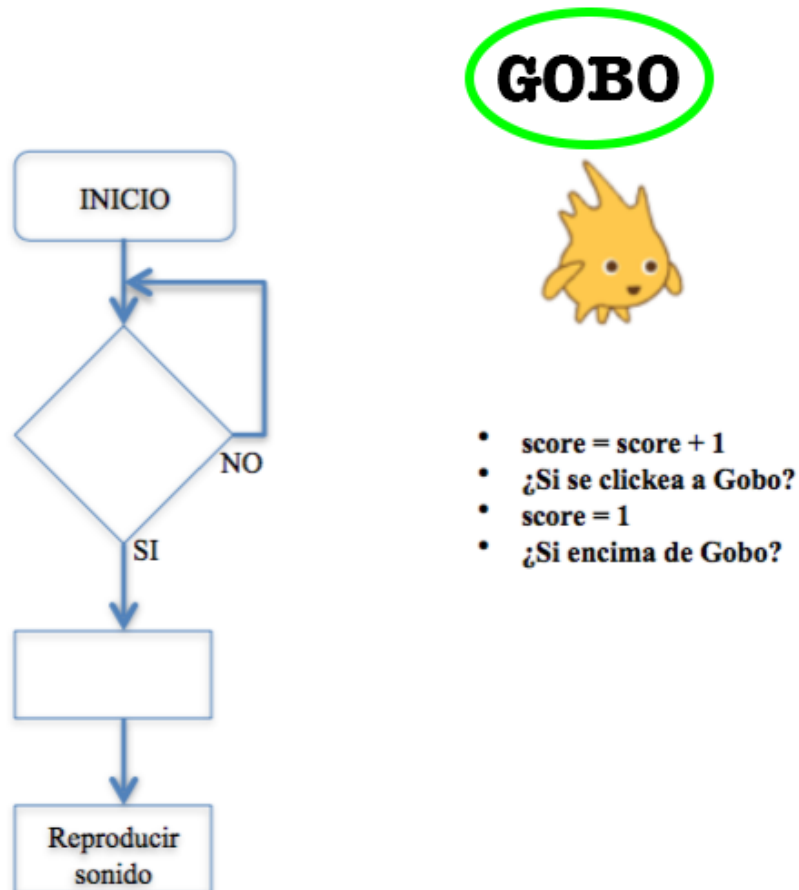 GOBO
INICIO
NO
SI
Reproducir
sonido
• score = score + 1
• ¿Si se clickea a Gobo?
• score = 1
• ¿Si encima de Gobo?